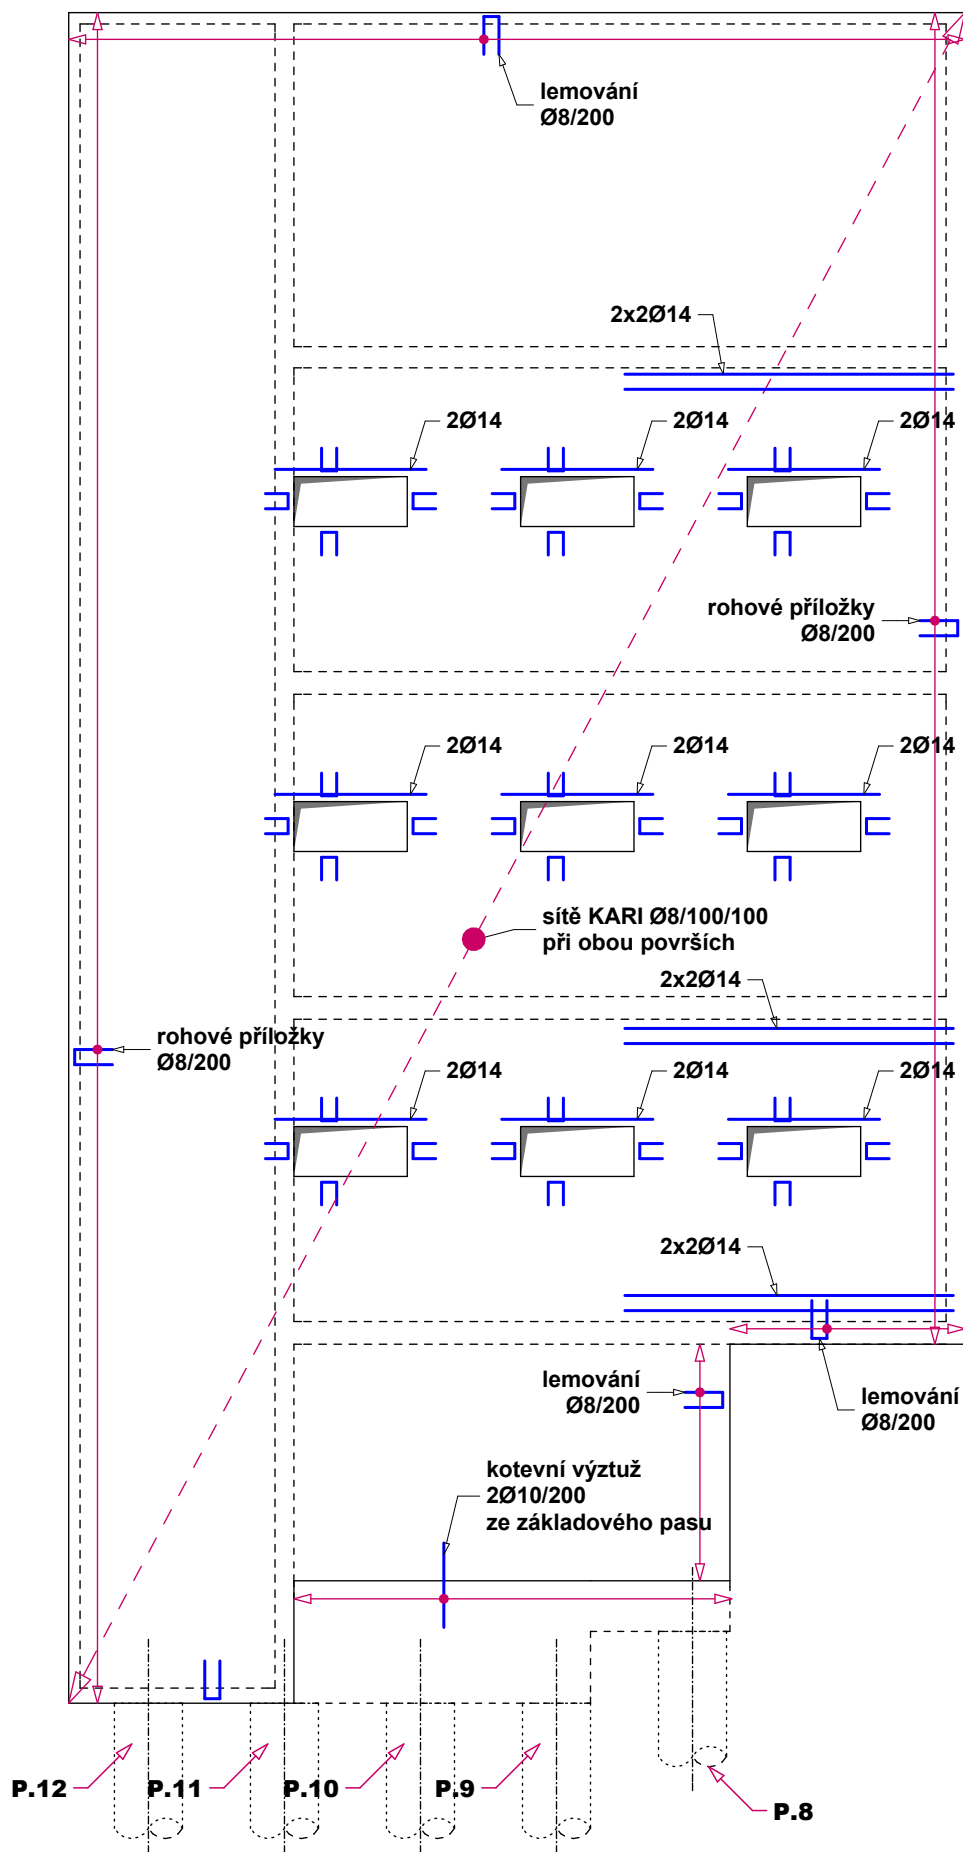 lemování
Ø8/200
2x2Ø14
2Ø14
2Ø14
2Ø14
rohové příložky
Ø8/200
2Ø14
2Ø14
2Ø14
sítě KARI Ø8/100/100
při obou površích
2x2Ø14
rohové příložky
Ø8/200
2Ø14
2Ø14
2Ø14
2x2Ø14
lemování
Ø8/200
lemování
Ø8/200
kotevní výztuž
2Ø10/200
ze základového pasu
P.12
P.11
P.10
P.9
P.8